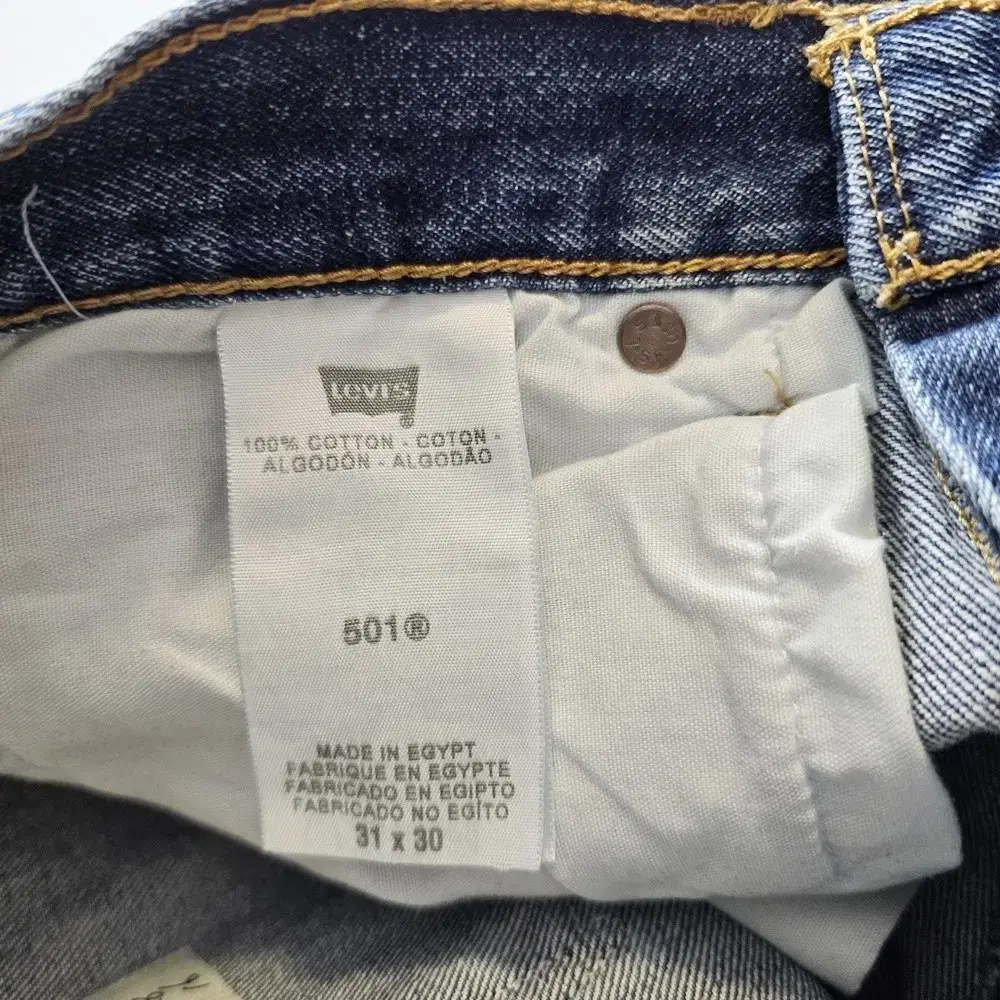 LEVI'S
®
100% COTTON - COTON -
ALGODÓN - ALGODÃO
501®
MADE IN EGYPT
FABRIQUE EN EGYPTE
FABRICADO EN EGIPTO
FABRICADO NO EGÍTO
31 x 30